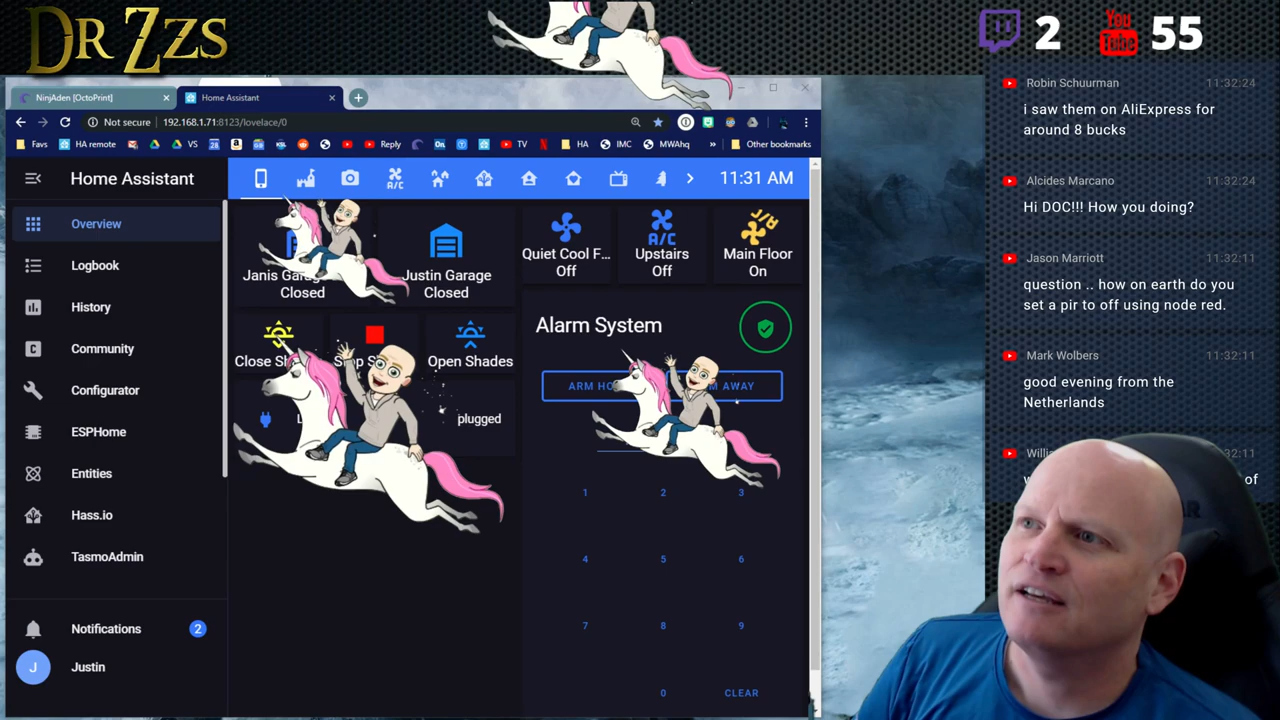 DR ZZS
2
You
Tube
55
NinjAden [OctoPrint]
Home Assistant
Not secure
192.168.1.71:8123/lovelace/0
Favs
HA remote
VS
28
Reply
TV
HA
IMC
MWAhq
»
Other bookmarks
Home Assistant
A/C
11:31 AM
Overview
Logbook
History
Community
Configurator
ESPHome
Entities
Hass.io
TasmoAdmin
Notifications
2
J
Justin
Closed
Justin Garage
Closed
Quiet Cool F...
Off
A/C
Upstairs
Off
Main Floor
On
Close
Open Shades
plugged
Alarm System
ARM
AWAY
1
2
3
4
5
6
7
8
9
0
CLEAR
Robin Schuurman
11:32:24
i saw them on AliExpress for
around 8 bucks
Alcides Marcano
11:32:24
Hi DOC!!! How you doing?
Jason Marriott
11:32:11
question .. how on earth do you
set a pir to off using node red.
Mark Wolbers
11:32:11
good evening from the
Netherlands
of